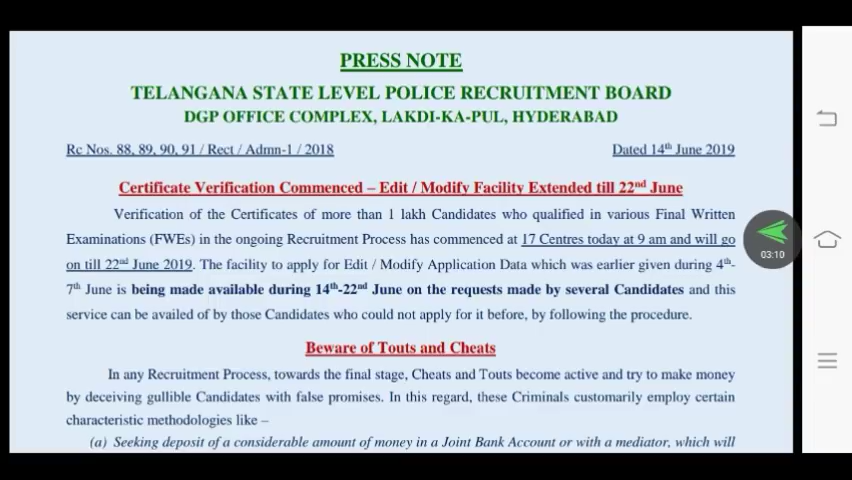 PRESS NOTE
TELANGANA STATE LEVEL POLICE RECRUITMENT BOARD
DGP OFFICE COMPLEX, LAKDI-KA-PUL, HYDERABAD
Rc Nos. 88, 89, 90, 91 / Rect / Admn-1 / 2018 Dated 14th June 2019
Certificate Verification Commenced – Edit / Modify Facility Extended till 22nd June
Verification of the Certificates of more than 1 lakh Candidates who qualified in various Final Written
Examinations (FWEs) in the ongoing Recruitment Process has commenced at 17 Centres today at 9 am and will go
on till 22nd June 2019. The facility to apply for Edit / Modify Application Data which was earlier given during 4th-
7th June is being made available during 14th-22nd June on the requests made by several Candidates and this
service can be availed of by those Candidates who could not apply for it before, by following the procedure.
Beware of Touts and Cheats
In any Recruitment Process, towards the final stage, Cheats and Touts become active and try to make money
by deceiving gullible Candidates with false promises. In this regard, these Criminals customarily employ certain
characteristic methodologies like –
(a) Seeking deposit of a considerable amount of money in a Joint Bank Account or with a mediator, which will
03:10